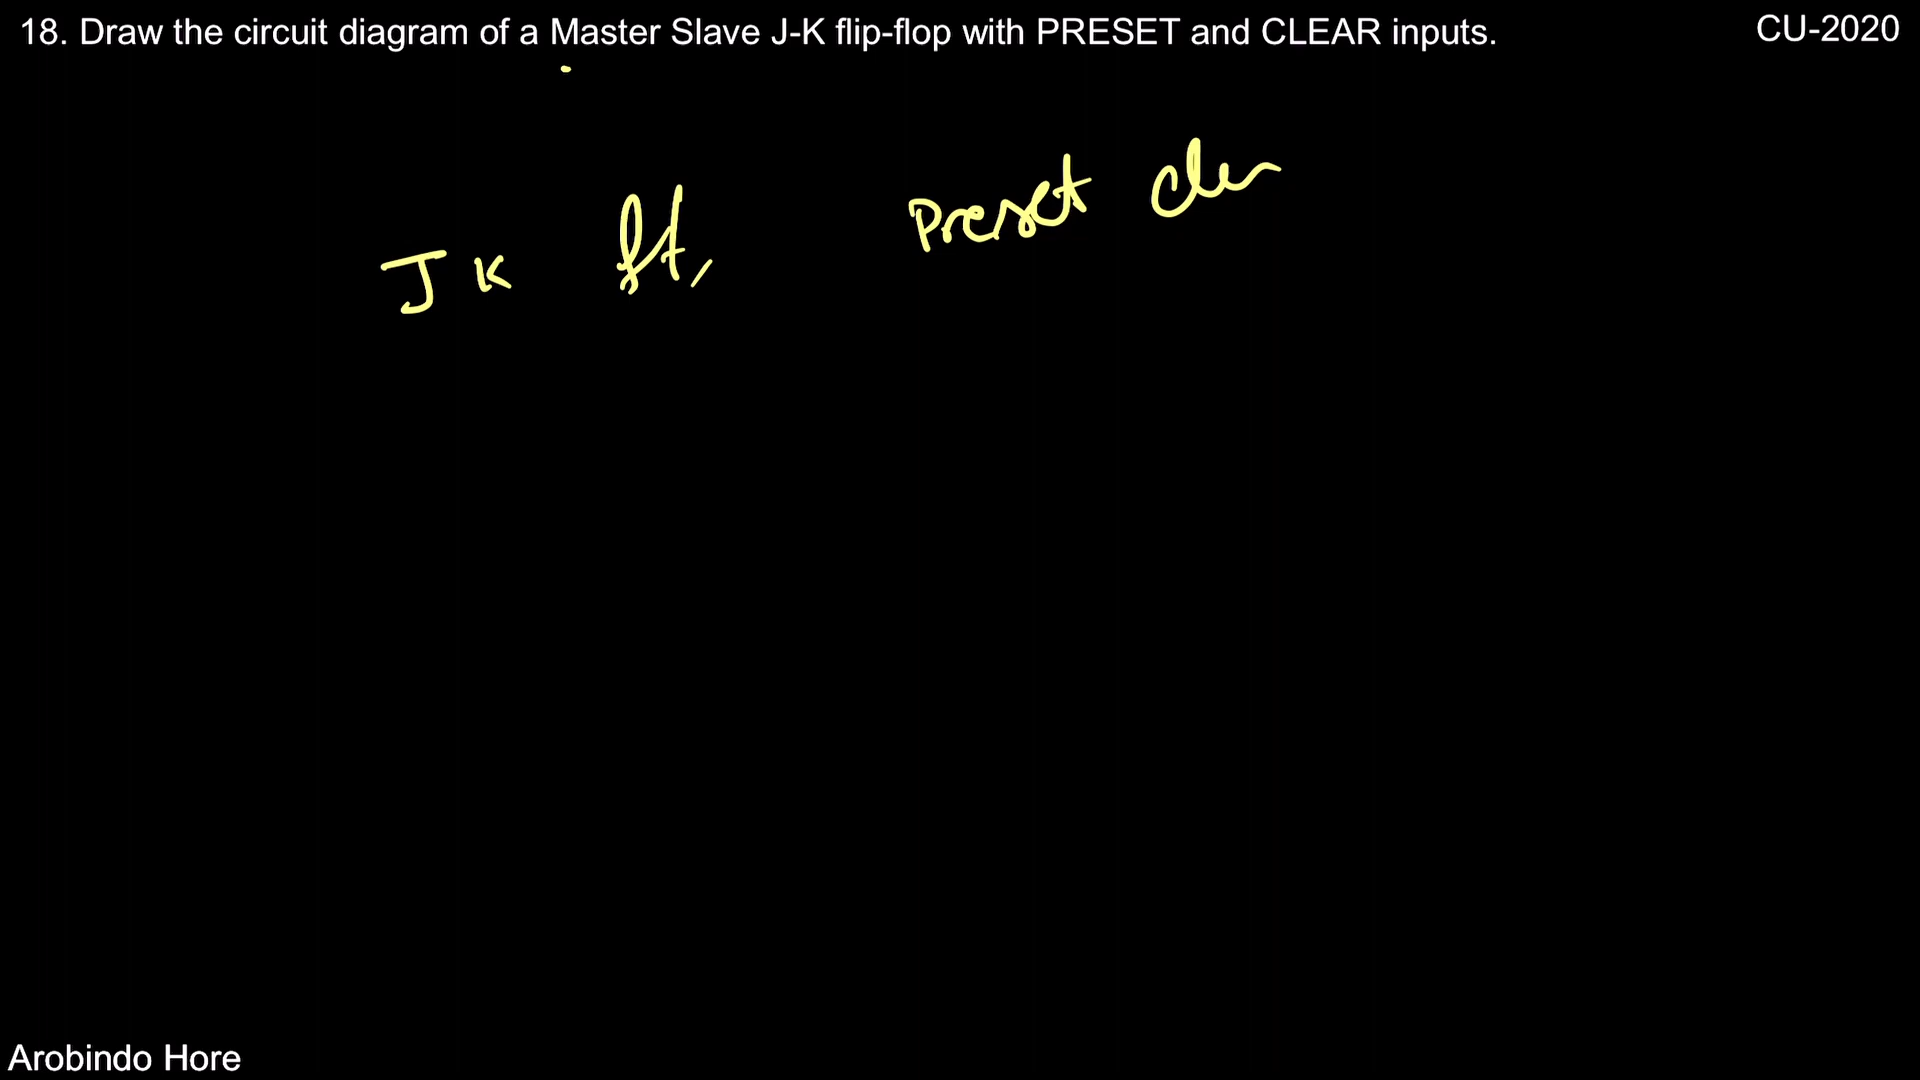 18. Draw the circuit diagram of a Master Slave J-K flip-flop with PRESET and CLEAR inputs.
CU-2020
Preset
J K
Arobindo Hore